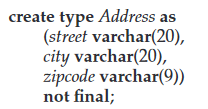 create type Address as
(street varchar(20),
city varchar(20),
zipcode varchar(9))
not final;